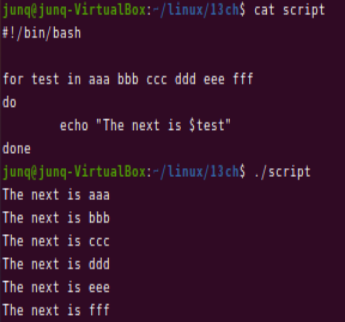 junq@junq-VirtualBox:~/linux/13ch$ cat script
#!/bin/bash

for test in aaa bbb ccc ddd eee fff
do
        echo "The next is $test"
done
junq@junq-VirtualBox:~/linux/13ch$ ./script
The next is aaa
The next is bbb
The next is ccc
The next is ddd
The next is eee
The next is fff